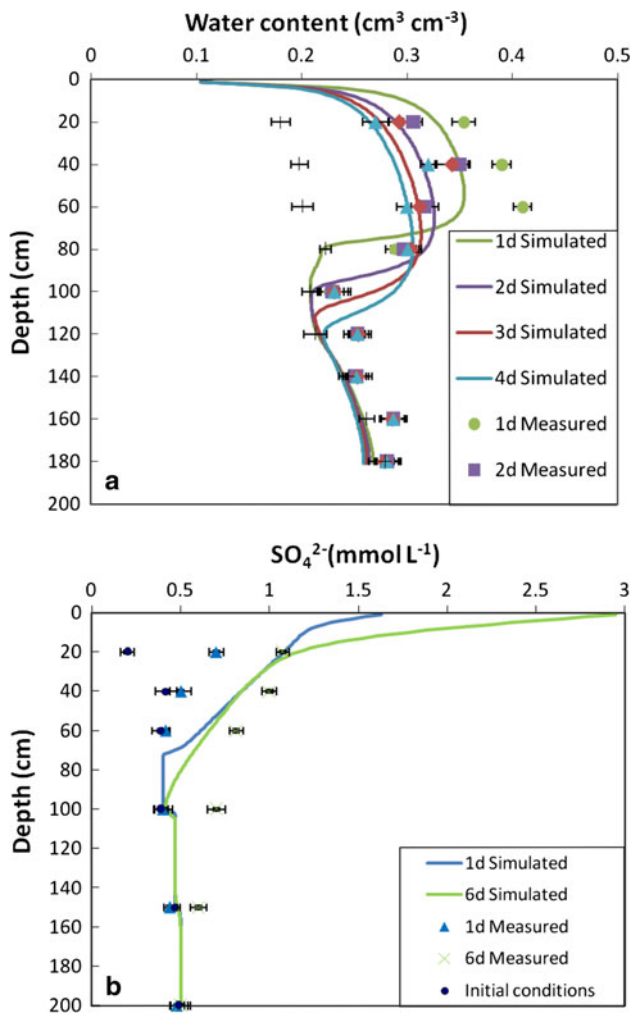 Water content (cm³ cm⁻³)
0 0.1 0.2 0.3 0.4 0.5
0
20
40
60
80
100
120
140
160
180
200
Depth (cm)
1d Simulated
2d Simulated
3d Simulated
4d Simulated
1d Measured
2d Measured
a
SO₄²⁻(mmol L⁻¹)
0 0.5 1 1.5 2 2.5 3
0
20
40
60
80
100
120
140
160
180
200
Depth (cm)
1d Simulated
6d Simulated
1d Measured
6d Measured
Initial conditions
b